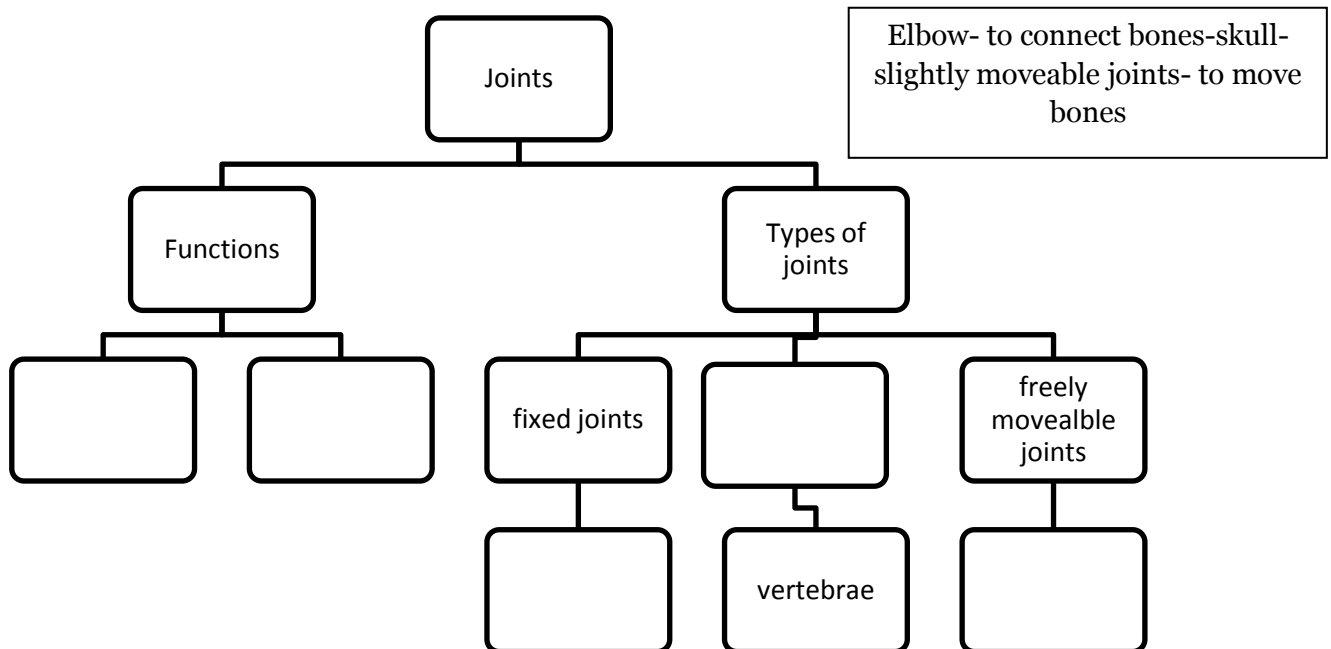 Joints
Elbow- to connect bones-skull-
slightly moveable joints- to move
bones
Functions
Types of
joints
fixed joints
freely
movealble
joints
vertebrae